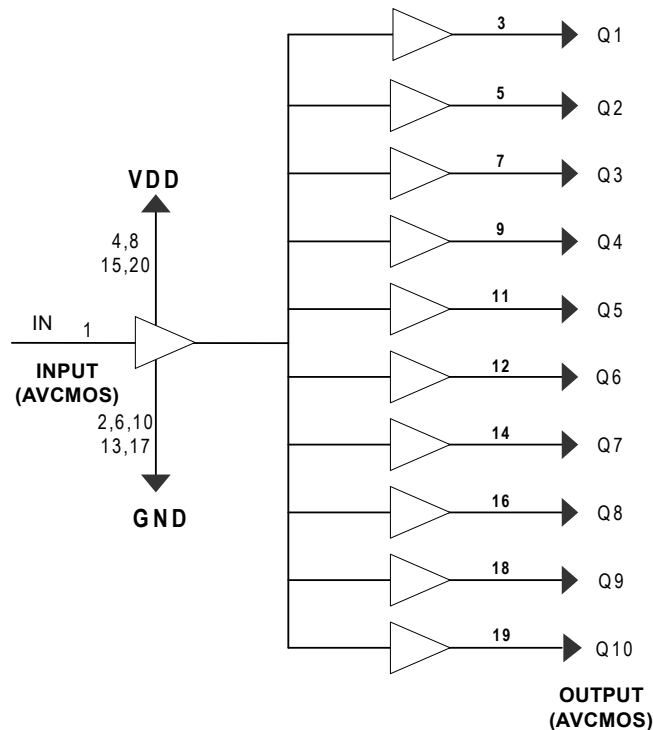 3 Q1
5 Q2
7 Q3
VDD
9 Q4
4,8
15,20
11 Q5
IN 1
INPUT
(AVCMOS)
12 Q6
2,6,10
13,17
14 Q7
GND
16 Q8
18 Q9
19 Q10
OUTPUT
(AVCMOS)